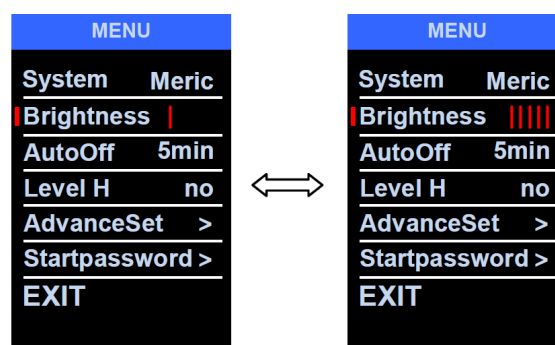 MENU
System Meric
Brightness |
AutoOff 5min
Level H no
AdvanceSet >
Startpassword >
EXIT
MENU
System Meric
Brightness |||||
AutoOff 5min
Level H no
AdvanceSet >
Startpassword >
EXIT